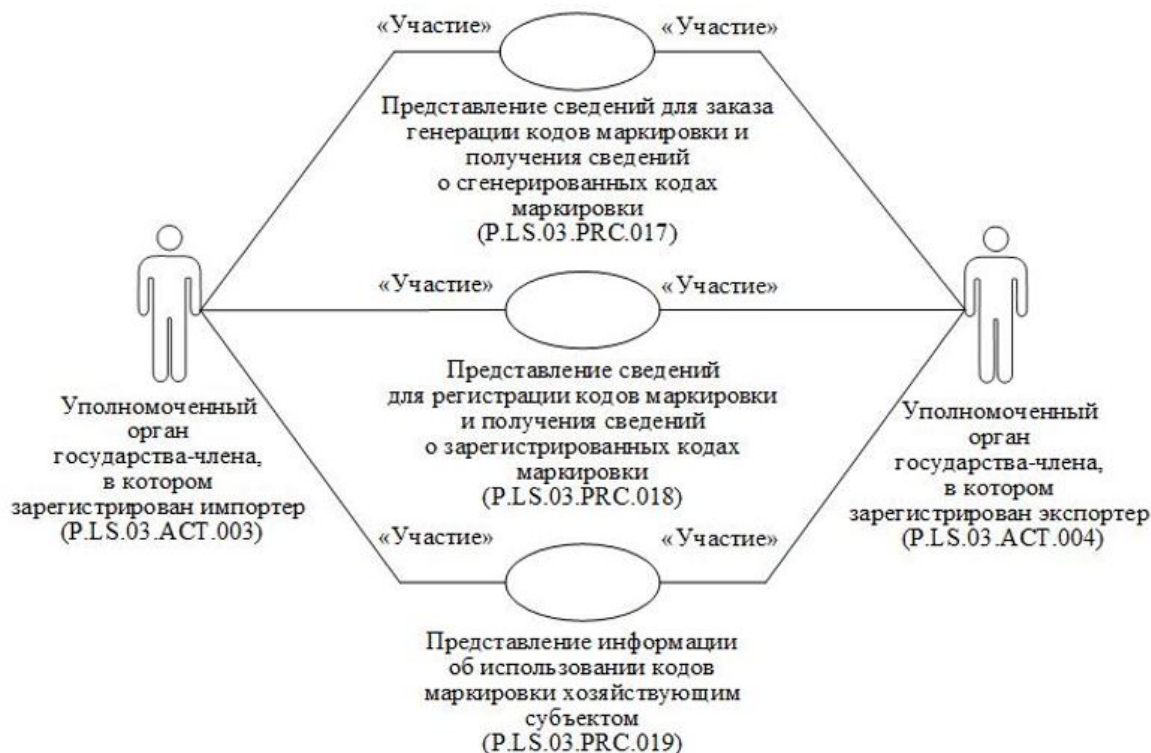 «Участие» «Участие»
Представление сведений для заказа
генерации кодов маркировки и
получения сведений
о сгенерированных кодах
маркировки
(P.LS.03.PRC.017)
«Участие» «Участие»
Представление сведений
для регистрации кодов маркировки
и получения сведений
о зарегистрированных кодах
маркировки
(P.LS.03.PRC.018)
Уполномоченный
орган
государства-члена,
в котором
зарегистрирован импортер
(P.LS.03.ACT.003)
Уполномоченный
орган
государства-члена,
в котором
зарегистрирован экспортер
(P.LS.03.ACT.004)
«Участие» «Участие»
Представление информации
об использовании кодов
маркировки хозяйствующим
субъектом
(P.LS.03.PRC.019)